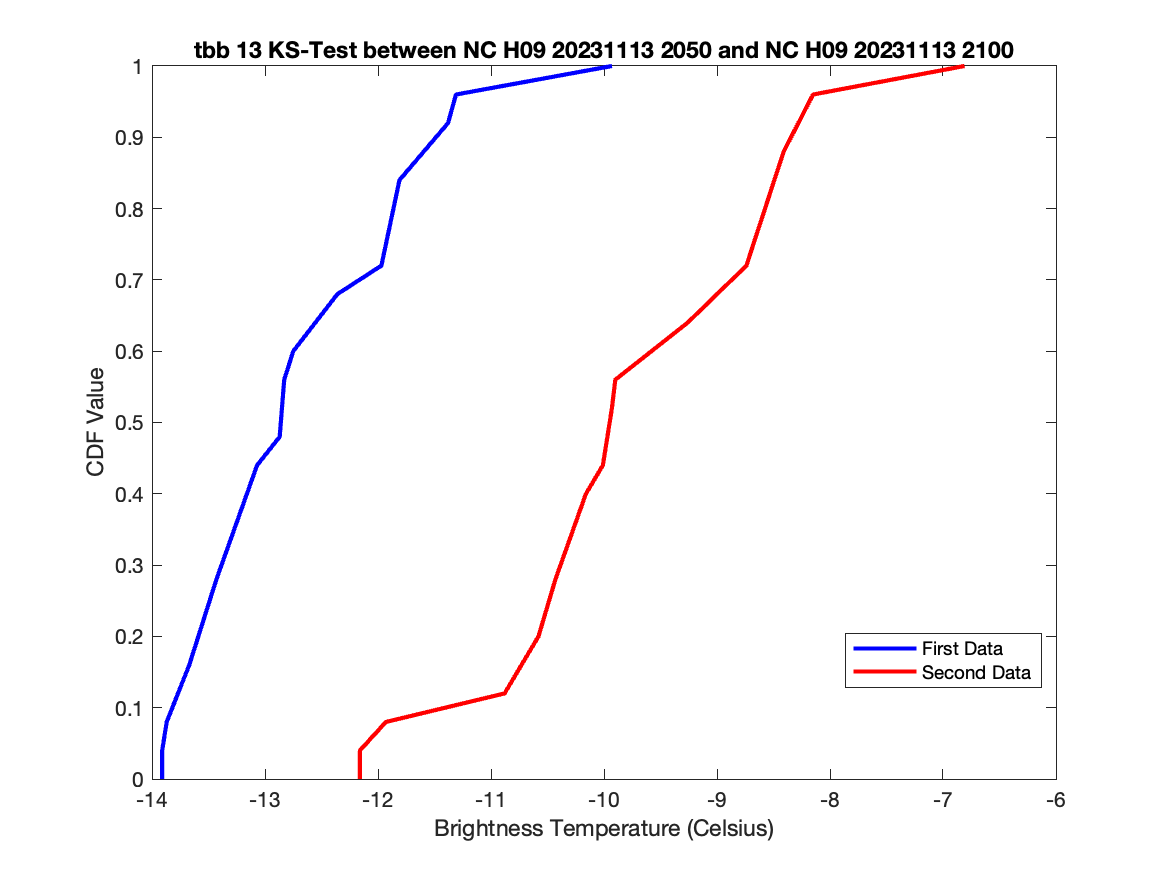 tbb 13 KS-Test between NC H09 20231113 2050 and NC H09 20231113 2100
1
0.9
0.8
0.7
0.6
0.5
0.4
0.3
0.2
0.1
0
CDF Value
First Data
Second Data
-14 -13 -12 -11 -10 -9 -8 -7 -6
Brightness Temperature (Celsius)